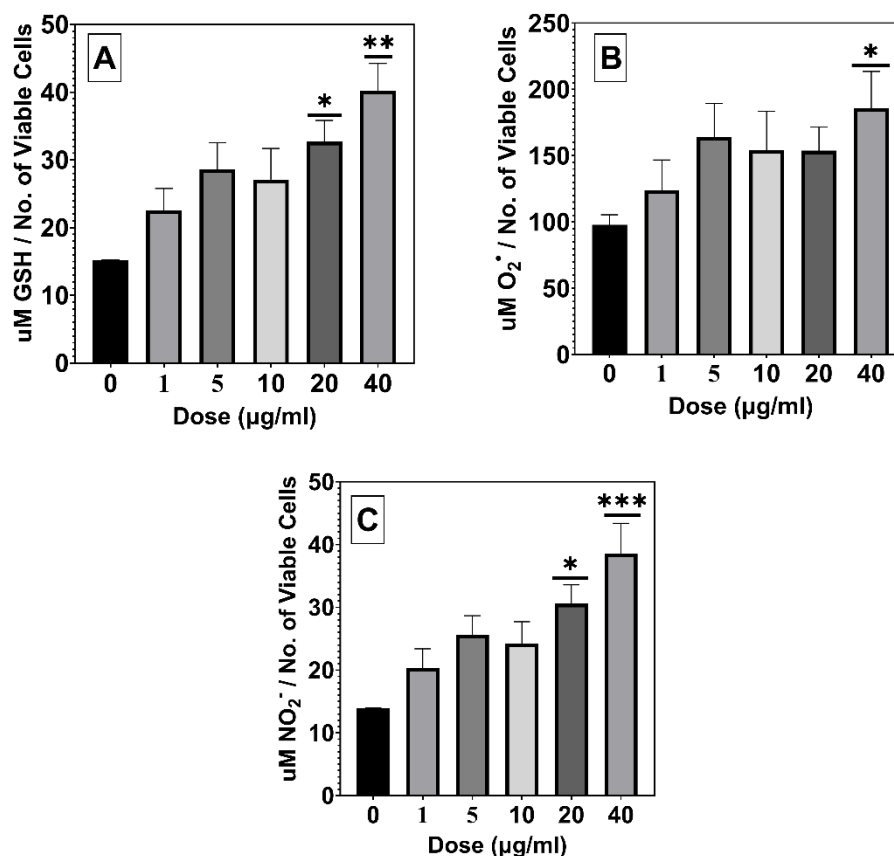 A
uM GSH / No. of Viable Cells
50
40
30
20
10
0
**
*
0 1 5 10 20 40
Dose (µg/ml)
B
uM O₂• / No. of Viable Cells
250
200
150
100
50
0
*
0 1 5 10 20 40
Dose (µg/ml)
C
uM NO₂⁻ / No. of Viable Cells
50
40
30
20
10
0
***
*
0 1 5 10 20 40
Dose (µg/ml)